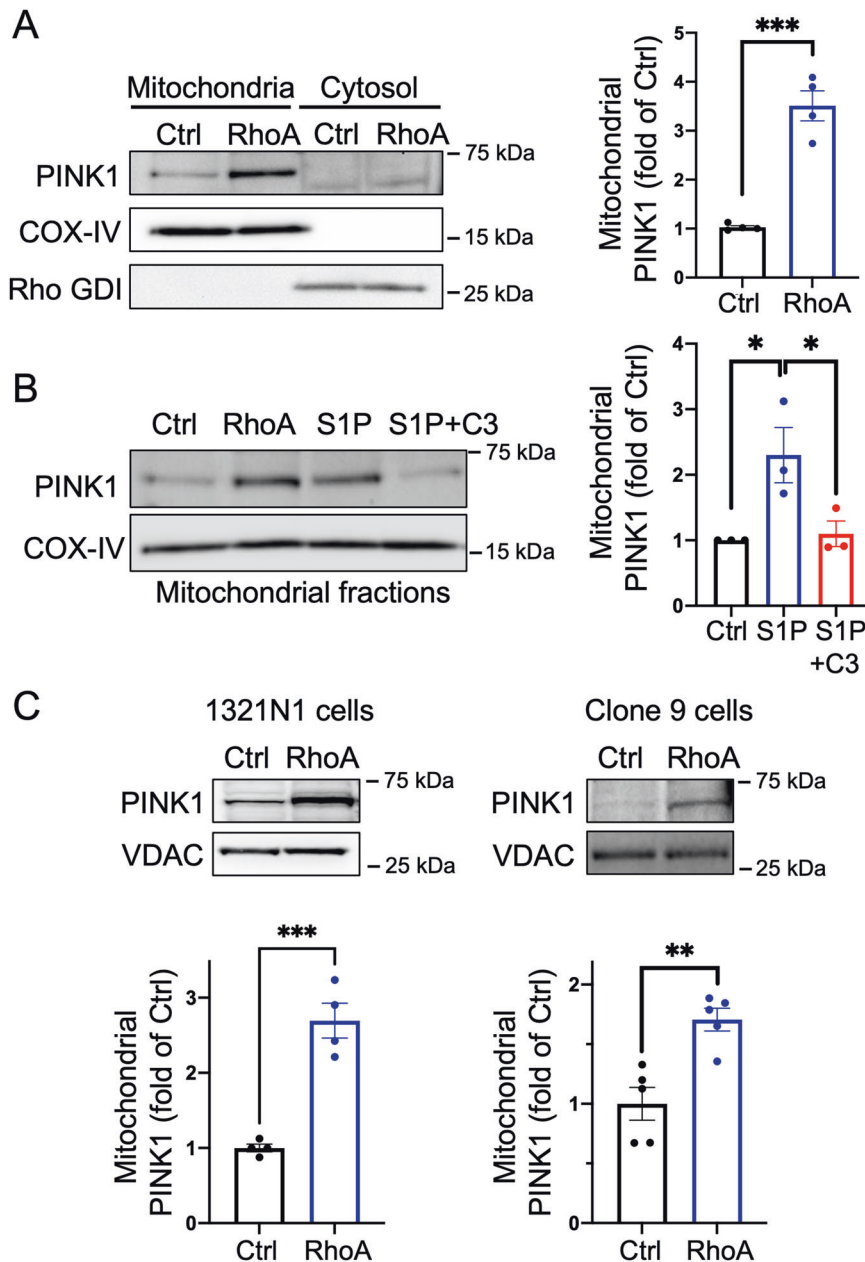 A
Mitochondria Cytosol
Ctrl RhoA Ctrl RhoA
PINK1
75 kDa
COX-IV
15 kDa
Rho GDI
25 kDa
Mitochondrial
PINK1 (fold of Ctrl)
***
5
4
3
2
1
0
Ctrl RhoA
B
Ctrl RhoA S1P S1P+C3
PINK1
75 kDa
COX-IV
15 kDa
Mitochondrial fractions
Mitochondrial
PINK1 (fold of Ctrl)
* *
4
3
2
1
0
Ctrl S1P S1P
+C3
C
1321N1 cells
Ctrl RhoA
PINK1
75 kDa
VDAC
25 kDa
Mitochondrial
PINK1 (fold of Ctrl)
***
3
2
1
0
Ctrl RhoA
Clone 9 cells
Ctrl RhoA
PINK1
75 kDa
VDAC
25 kDa
Mitochondrial
PINK1 (fold of Ctrl)
**
2
1
0
Ctrl RhoA